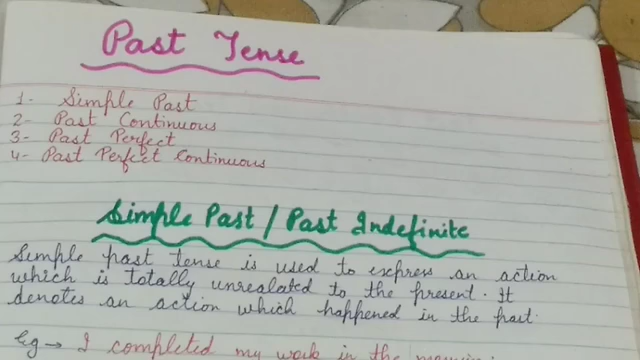 Past Tense
1- Simple Past
2- Past Continuous
3- Past Perfect
4- Past Perfect Continuous
Simple Past / Past Indefinite
Simple past tense is used to express an action
which is totally unrealated to the present. It
denotes an action which happened in the past.
Eg → I completed my work in the